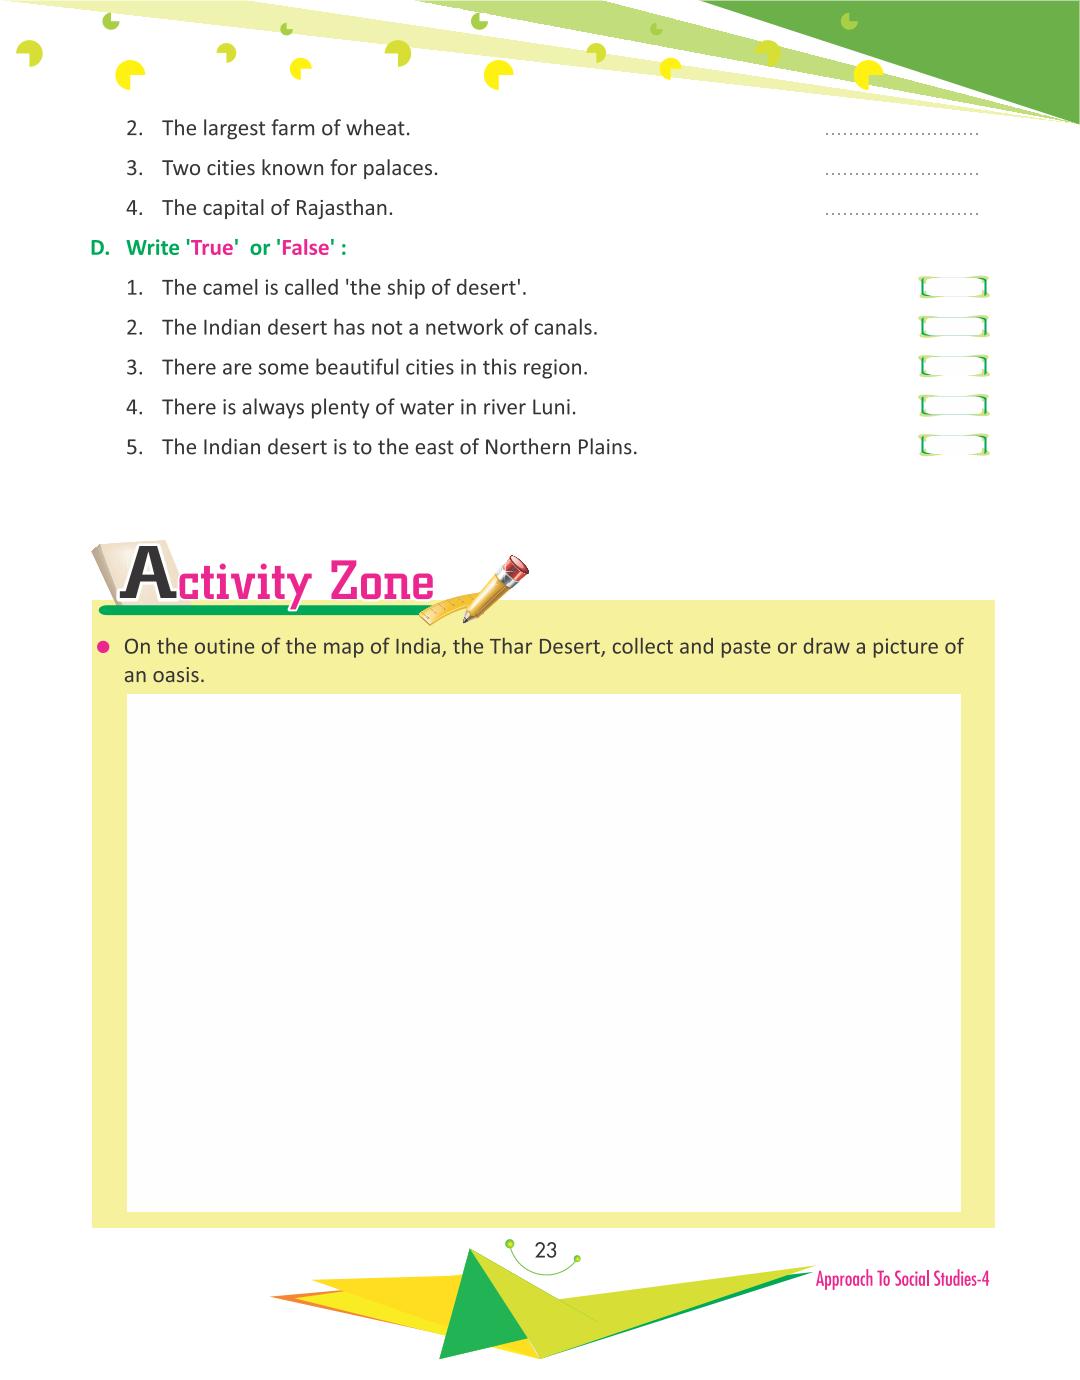 2. The largest farm of wheat. ..........................
3. Two cities known for palaces. ..........................
4. The capital of Rajasthan. ..........................
D. Write 'True' or 'False' :
1. The camel is called 'the ship of desert'.
2. The Indian desert has not a network of canals.
3. There are some beautiful cities in this region.
4. There is always plenty of water in river Luni.
5. The Indian desert is to the east of Northern Plains.
Activity Zone
● On the outine of the map of India, the Thar Desert, collect and paste or draw a picture of
an oasis.
23
Approach To Social Studies-4